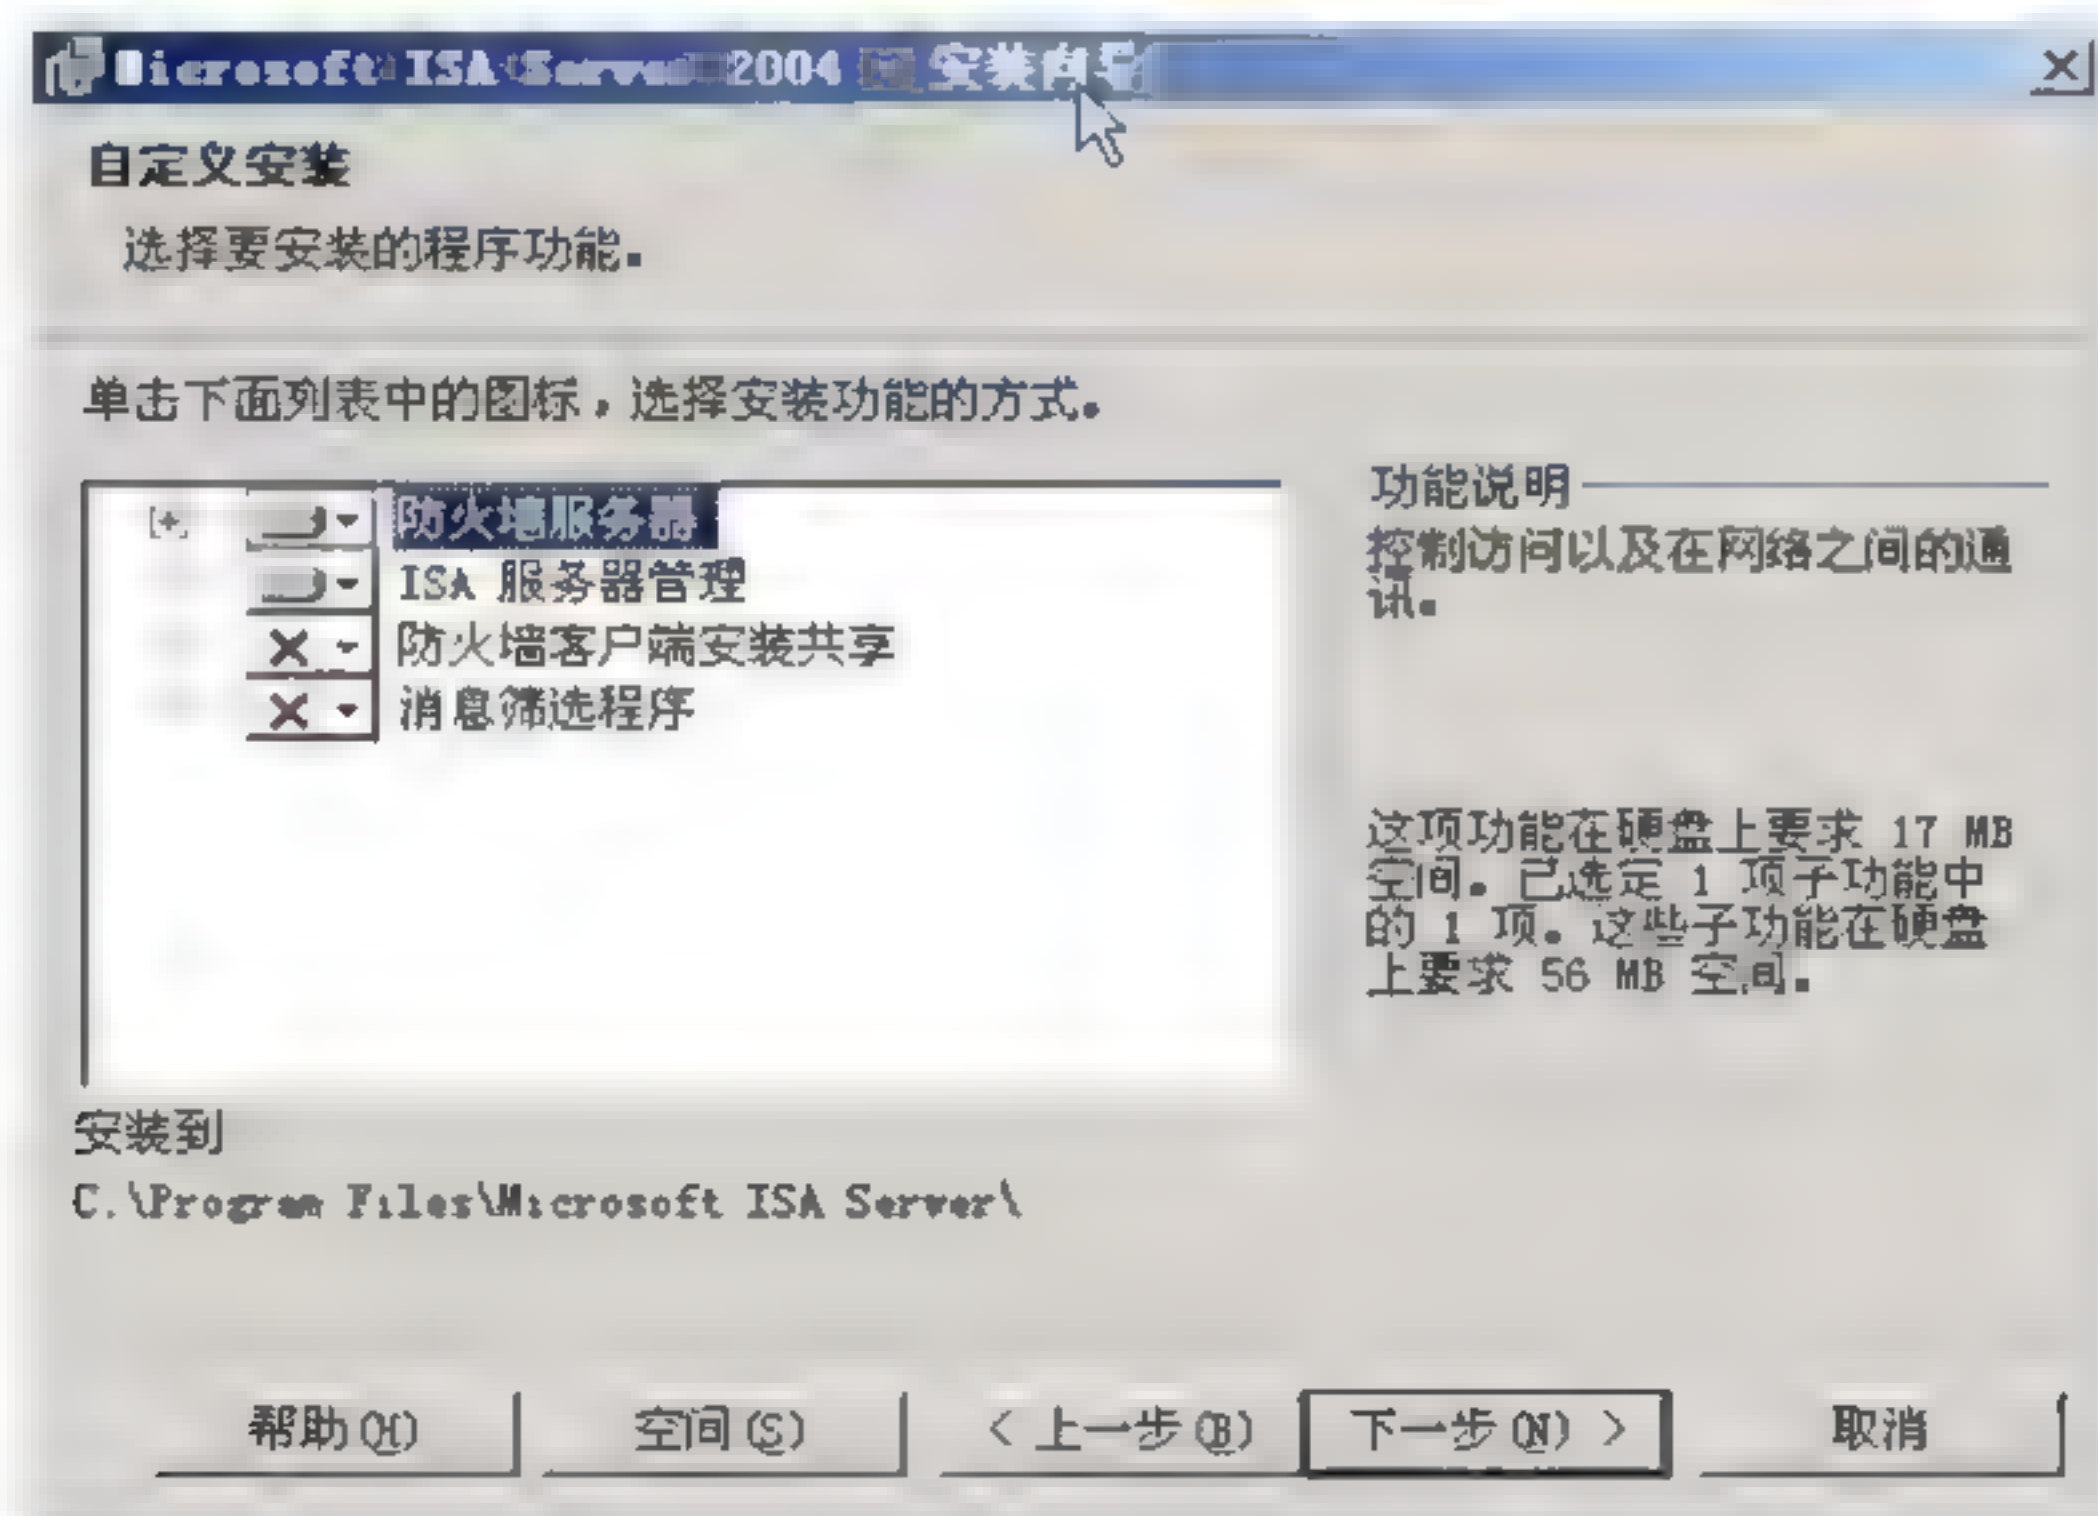 Microsoft ISA Server 2004 安装向导
自定义安装
选择要安装的程序功能。
单击下面列表中的图标，选择安装功能的方式。
防火墙服务器
ISA 服务器管理
防火墙客户端安装共享
消息筛选程序
功能说明
控制访问以及在网络之间的通
讯。
这项功能在硬盘上要求 17 MB
空间。已选定 1 项子功能中
的 1 项。这些子功能在硬盘
上要求 56 MB 空间。
安装到
C:\Program Files\Microsoft ISA Server\
帮助(H)
空间(S)
< 上一步(B)
下一步(N) >
取消